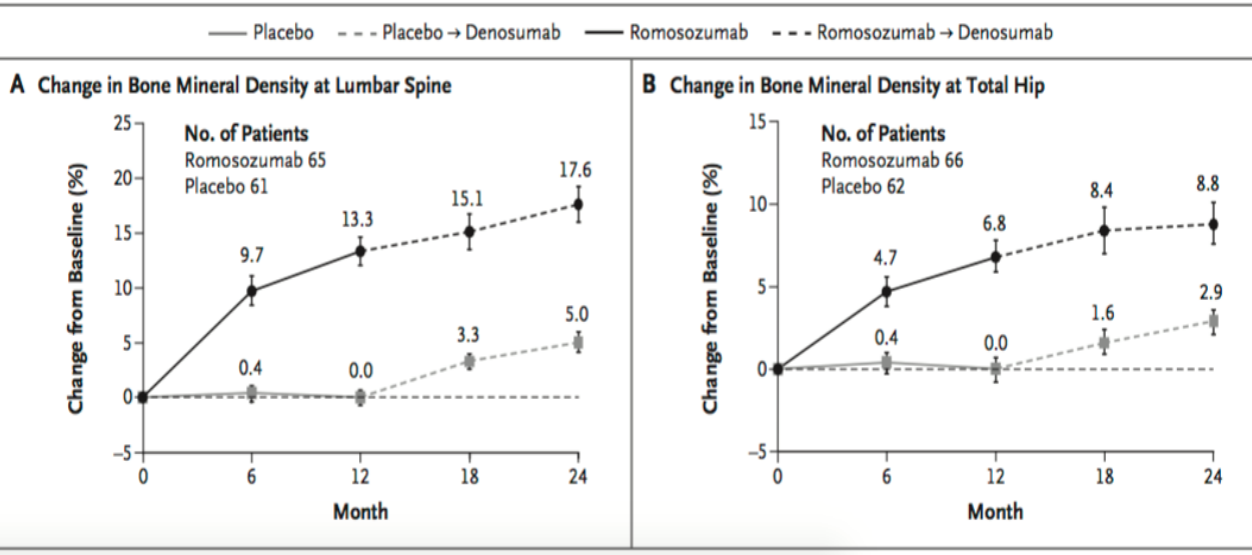 Placebo Placebo → Denosumab Romosozumab Romosozumab → Denosumab
A Change in Bone Mineral Density at Lumbar Spine
Change from Baseline (%)
25
20
15
10
5
0
–5
No. of Patients
Romosozumab 65
Placebo 61
9.7
13.3
15.1
17.6
0.4
0.0
3.3
5.0
0 6 12 18 24
Month
B Change in Bone Mineral Density at Total Hip
Change from Baseline (%)
15
10
5
0
–5
No. of Patients
Romosozumab 66
Placebo 62
4.7
6.8
8.4
8.8
0.4
0.0
1.6
2.9
0 6 12 18 24
Month